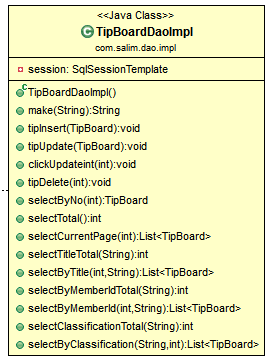 <<Java Class>>
TipBoardDaoImpl
com.salim.dao.impl
session: SqlSessionTemplate
TipBoardDaoImpl()
make(String):String
tipInsert(TipBoard):void
tipUpdate(TipBoard):void
clickUpdateint(int):void
tipDelete(int):void
selectByNo(int):TipBoard
selectTotal():int
selectCurrentPage(int):List<TipBoard>
selectTitleTotal(String):int
selectByTitle(int,String):List<TipBoard>
selectByMemberIdTotal(String):int
selectByMemberId(int,String):List<TipBoard>
selectClassificationTotal(String):int
selectByClassification(String,int):List<TipBoard>